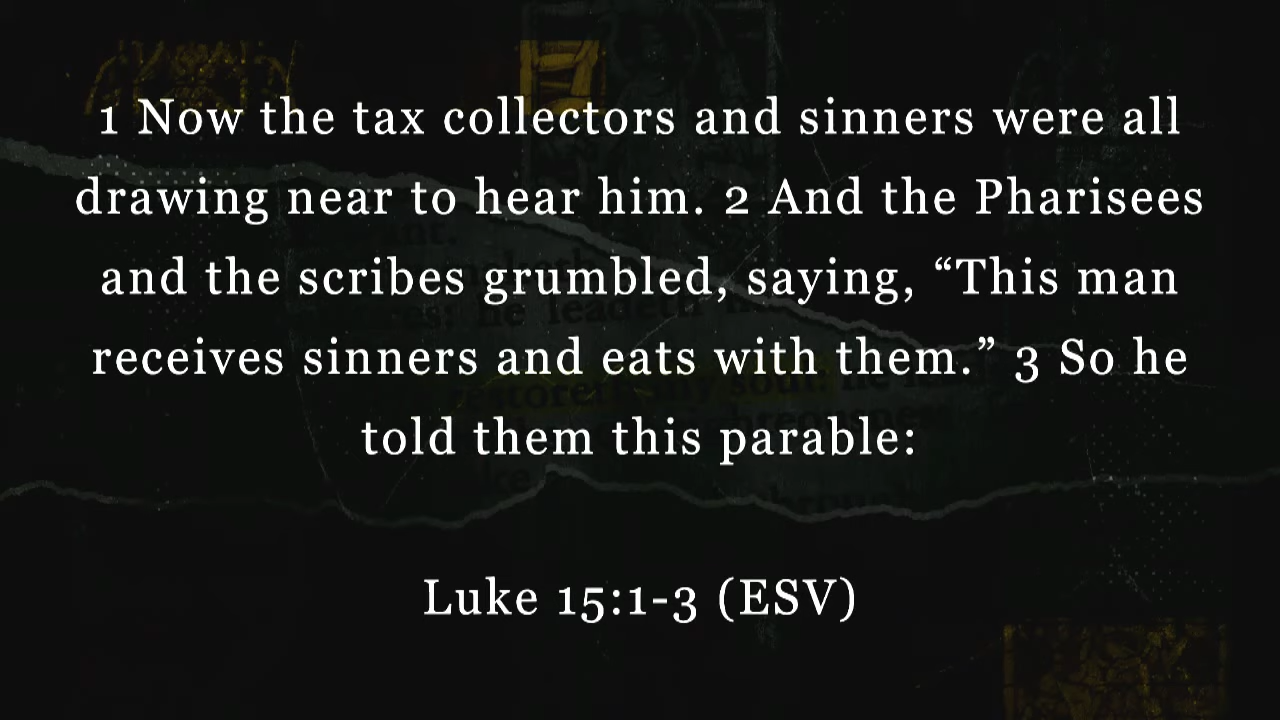 1 Now the tax collectors and sinners were all
drawing near to hear him. 2 And the Pharisees
and the scribes grumbled, saying, “This man
receives sinners and eats with them.” 3 So he
told them this parable:
Luke 15:1-3 (ESV)